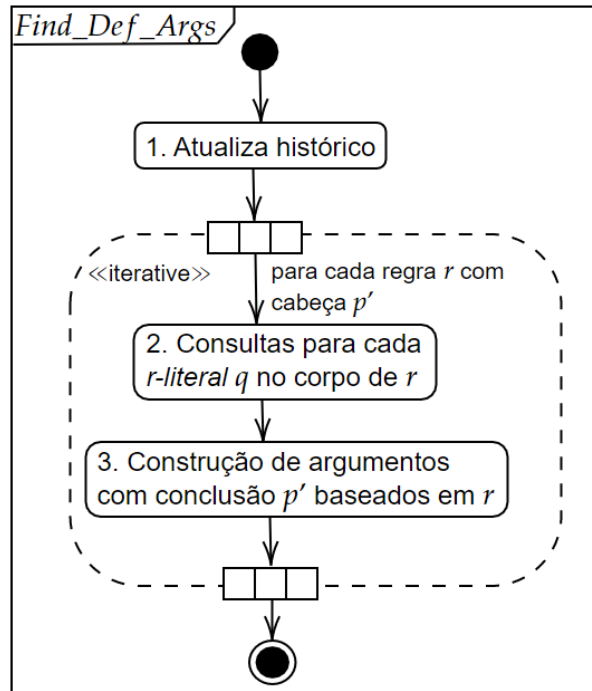 Find_Def_Args
1. Atualiza histórico
≪iterative≫
para cada regra r com
cabeça p'
2. Consultas para cada
r-literal q no corpo de r
3. Construção de argumentos
com conclusão p' baseados em r